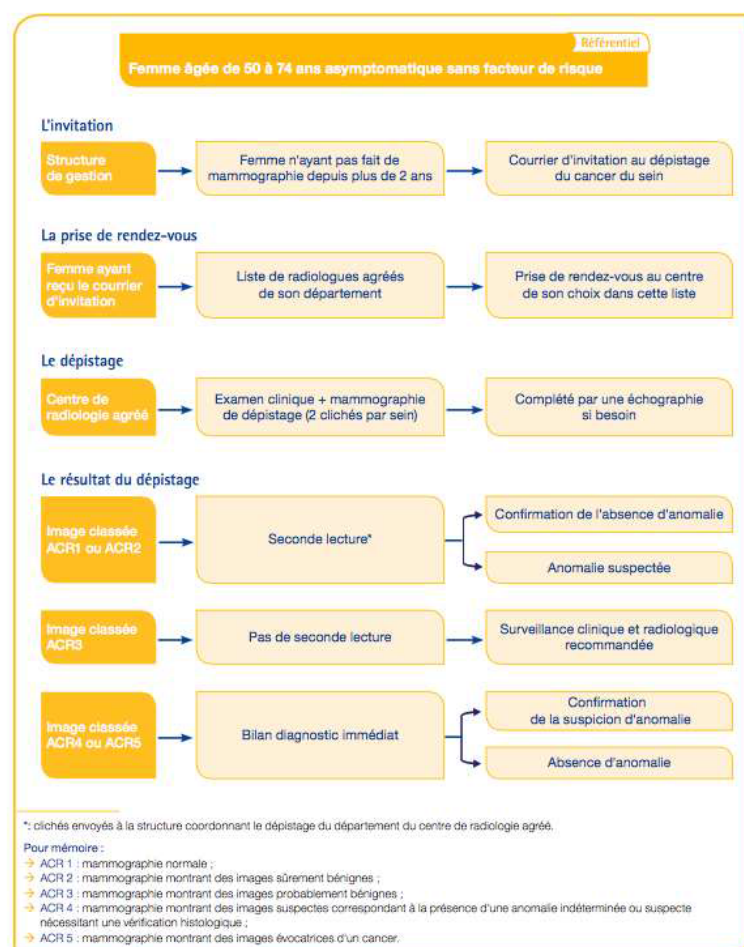 Référentiel
Femme âgée de 50 à 74 ans asymptomatique sans facteur de risque
L'invitation
Structure
de gestion
Femme n'ayant pas fait de
mammographie depuis plus de 2 ans
Courrier d'invitation au dépistage
du cancer du sein
La prise de rendez-vous
Femme ayant
reçu le courrier
d'invitation
Liste de radiologues agréés
de son département
Prise de rendez-vous au centre
de son choix dans cette liste
Le dépistage
Centre de
radiologie agréé
Examen clinique + mammographie
de dépistage (2 clichés par sein)
Complété par une échographie
si besoin
Le résultat du dépistage
Image classée
ACR1 ou ACR2
Seconde lecture*
Confirmation de l'absence d'anomalie
Anomalie suspectée
Image classée
ACR3
Pas de seconde lecture
Surveillance clinique et radiologique
recommandée
Image classée
ACR4 ou ACR5
Bilan diagnostic immédiat
Confirmation
de la suspicion d'anomalie
Absence d'anomalie
*: clichés envoyés à la structure coordonnant le dépistage du département du centre de radiologie agréé.
Pour mémoire :
→ ACR 1 : mammographie normale ;
→ ACR 2 : mammographie montrant des images sûrement bénignes ;
→ ACR 3 : mammographie montrant des images probablement bénignes ;
→ ACR 4 : mammographie montrant des images suspectes correspondant à la présence d'une anomalie indéterminée ou suspecte
nécessitant une vérification histologique ;
→ ACR 5 : mammographie montrant des images évocatrices d'un cancer.